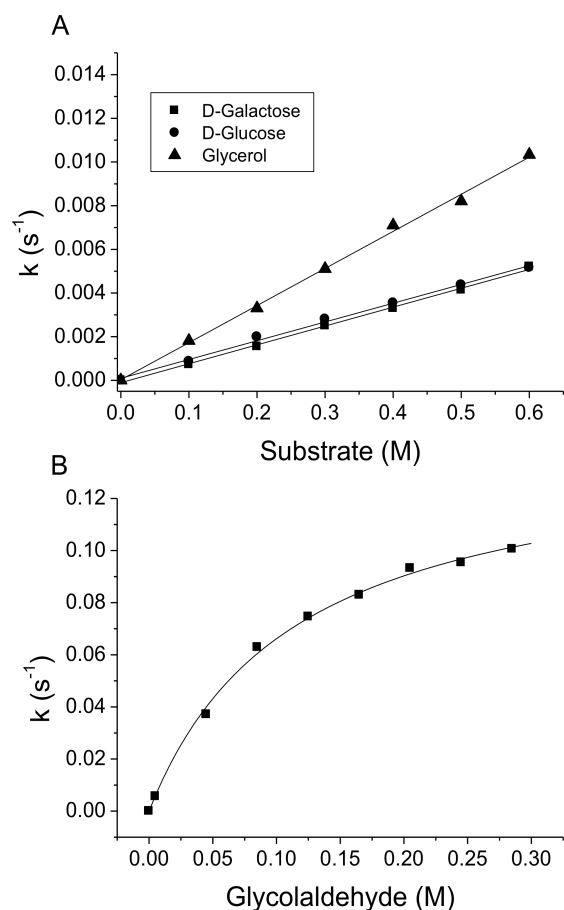 A
0.014
0.012
0.010
0.008
0.006
0.004
0.002
0.000
k (s⁻¹)
D-Galactose
D-Glucose
Glycerol
0.0 0.1 0.2 0.3 0.4 0.5 0.6
Substrate (M)
B
0.12
0.10
0.08
0.06
0.04
0.02
0.00
k (s⁻¹)
0.00 0.05 0.10 0.15 0.20 0.25 0.30
Glycolaldehyde (M)